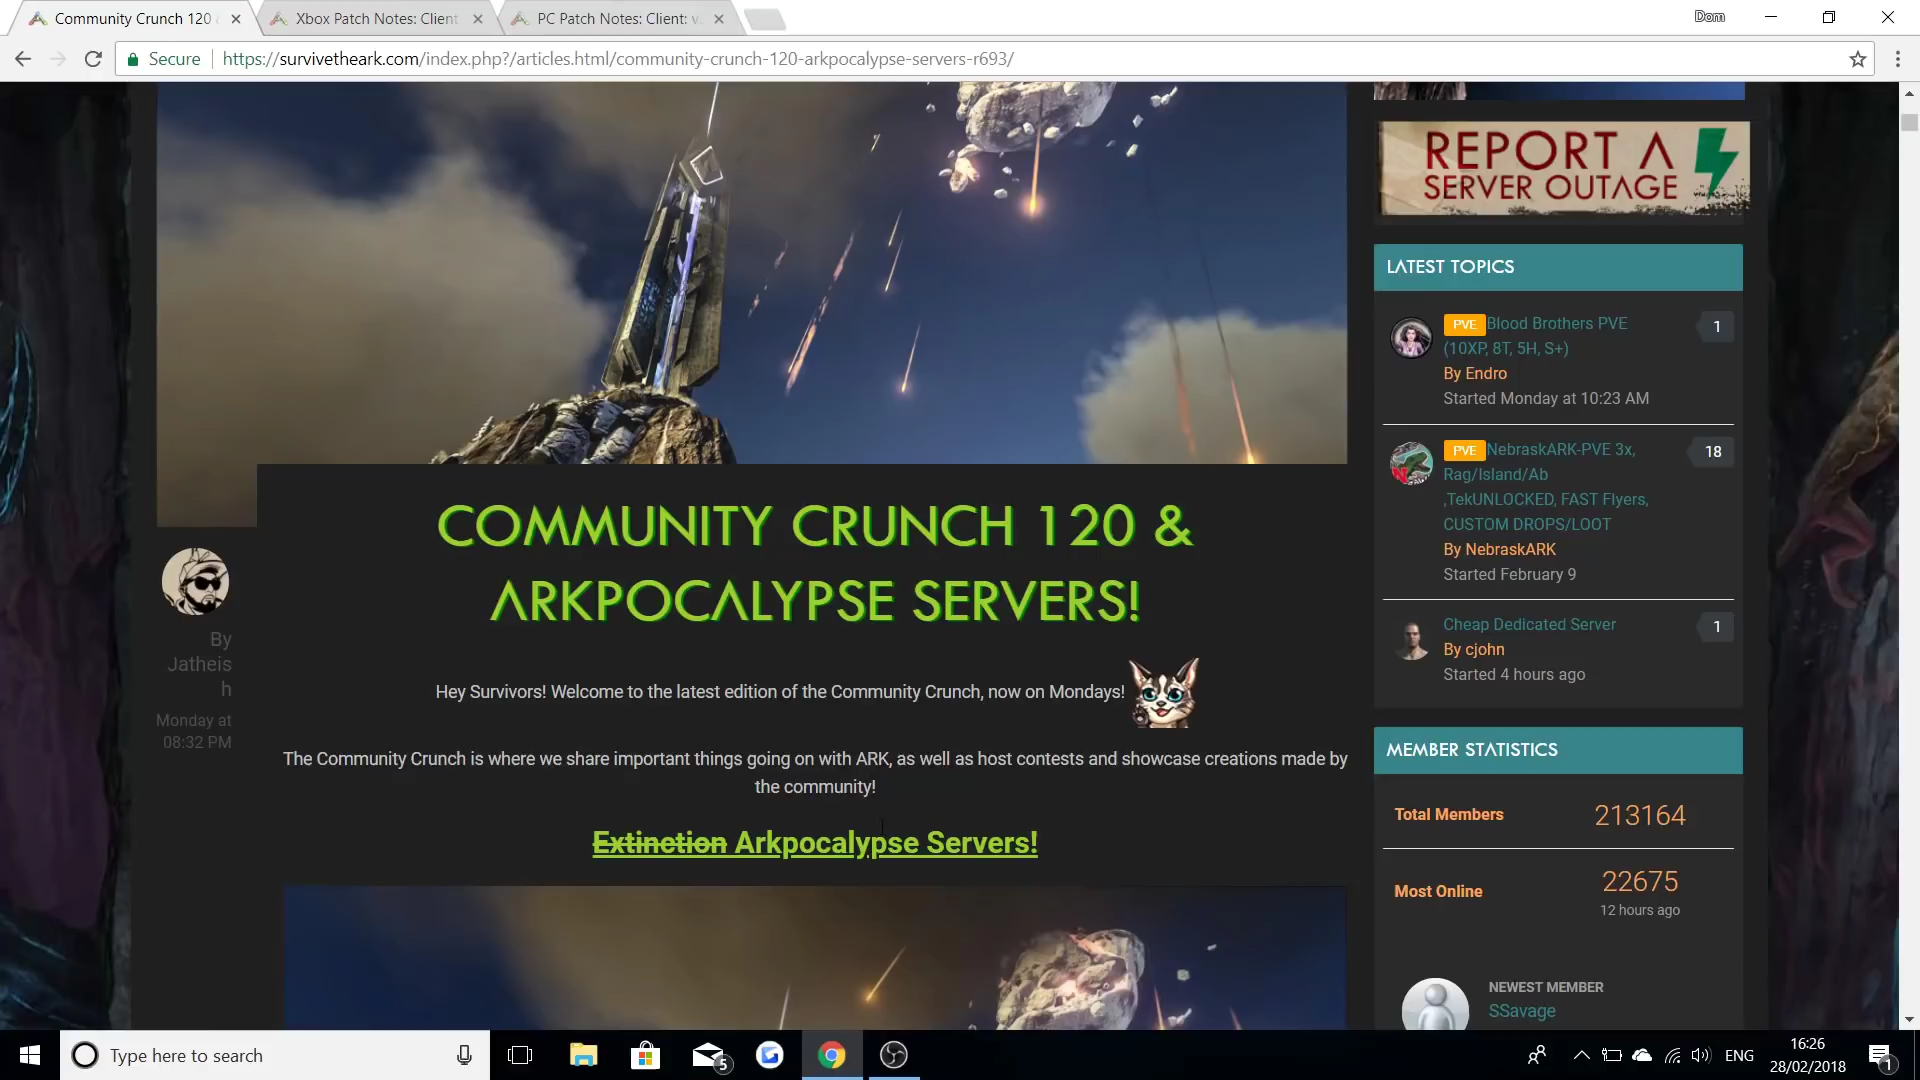 Community Crunch 120
Xbox Patch Notes: Client
PC Patch Notes: Client: v
Dom
Secure
https://survivetheark.com/index.php?/articles.html/community-crunch-120-arkpocalypse-servers-r693/
REPORT A
SERVER OUTAGE
LATEST TOPICS
PVE Blood Brothers PVE
(10XP, 8T, 5H, S+)
By Endro
Started Monday at 10:23 AM
1
PVE NebraskARK-PVE 3x,
Rag/Island/Ab
,TekUNLOCKED, FAST Flyers,
CUSTOM DROPS/LOOT
By NebraskARK
Started February 9
18
Cheap Dedicated Server
By cjohn
Started 4 hours ago
1
MEMBER STATISTICS
Total Members 213164
Most Online 22675
12 hours ago
NEWEST MEMBER
SSavage
COMMUNITY CRUNCH 120 &
ARKPOCALYPSE SERVERS!
By
Jatheis
h
Monday at
08:32 PM
Hey Survivors! Welcome to the latest edition of the Community Crunch, now on Mondays!
The Community Crunch is where we share important things going on with ARK, as well as host contests and showcase creations made by
the community!
Extinction Arkpocalypse Servers!
Type here to search
5
ENG
16:26
28/02/2018
1